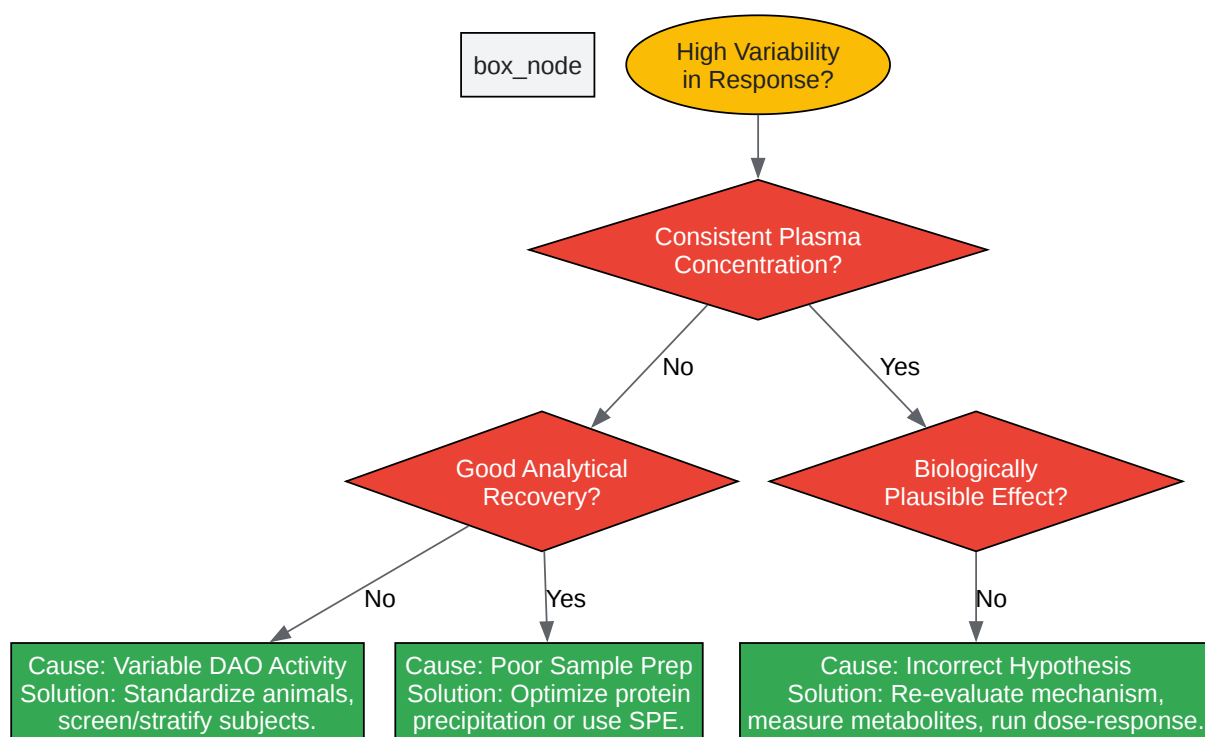 box_node
High Variability
in Response?
Consistent Plasma
Concentration?
No
Yes
Good Analytical
Recovery?
Biologically
Plausible Effect?
No
Yes
No
Cause: Variable DAO Activity
Solution: Standardize animals,
screen/stratify subjects.
Cause: Poor Sample Prep
Solution: Optimize protein
precipitation or use SPE.
Cause: Incorrect Hypothesis
Solution: Re-evaluate mechanism,
measure metabolites, run dose-response.